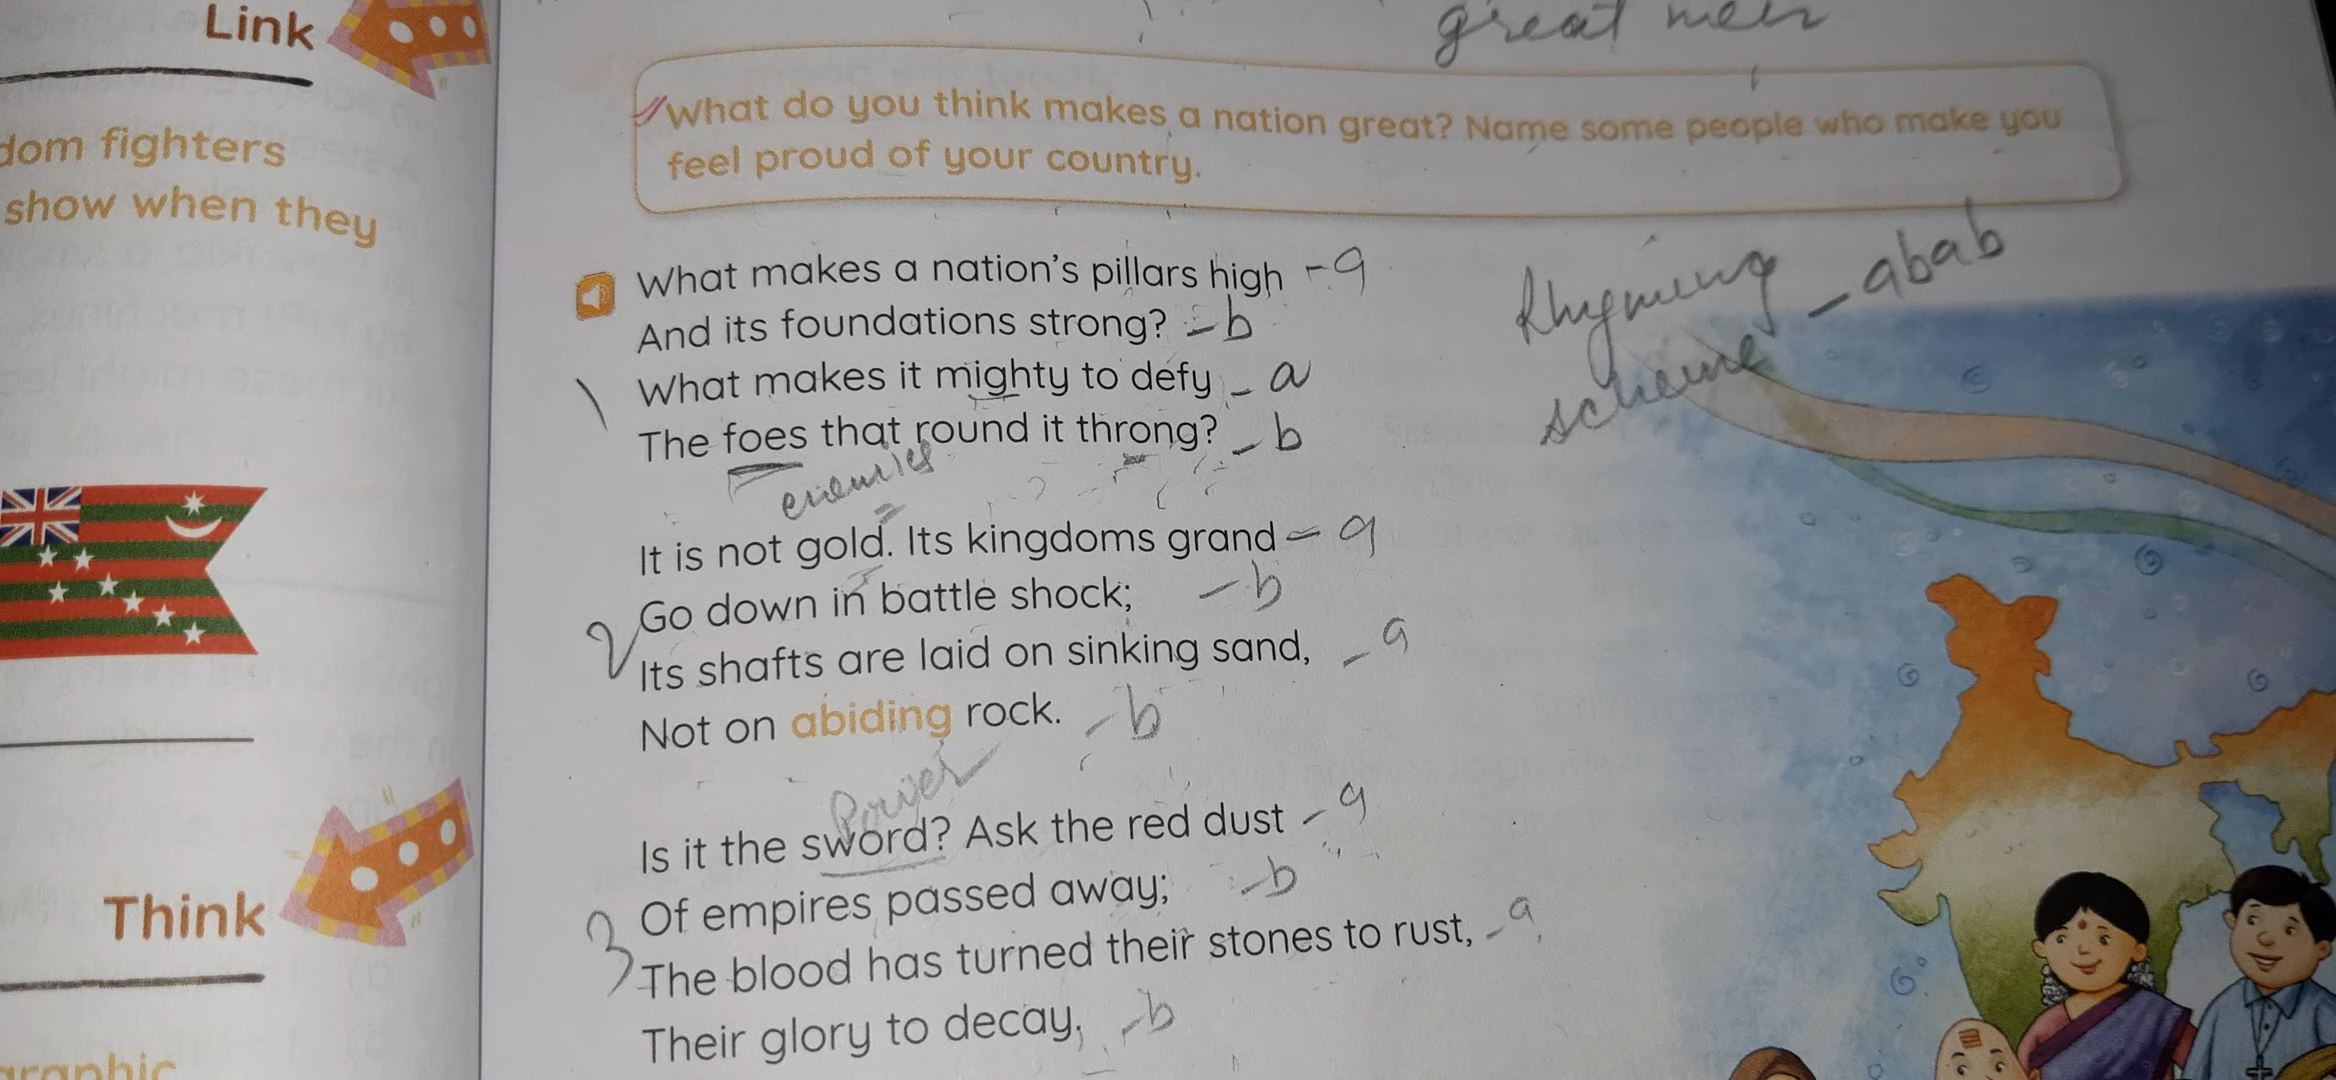 Link
dom fighters
show when they
Think
graphic
great men
What do you think makes a nation great? Name some people who make you
feel proud of your country.
What makes a nation's pillars high - a
And its foundations strong? - b
1 What makes it mighty to defy - a
The foes that round it throng? - b
enemies
Rhyming - abab
scheme
It is not gold. Its kingdoms grand = a
Go down in battle shock; - b
2 Its shafts are laid on sinking sand, - a
Not on abiding rock. - b
Power
Is it the sword? Ask the red dust - a
Of empires passed away; - b
3 The blood has turned their stones to rust, - a
Their glory to decay. - b